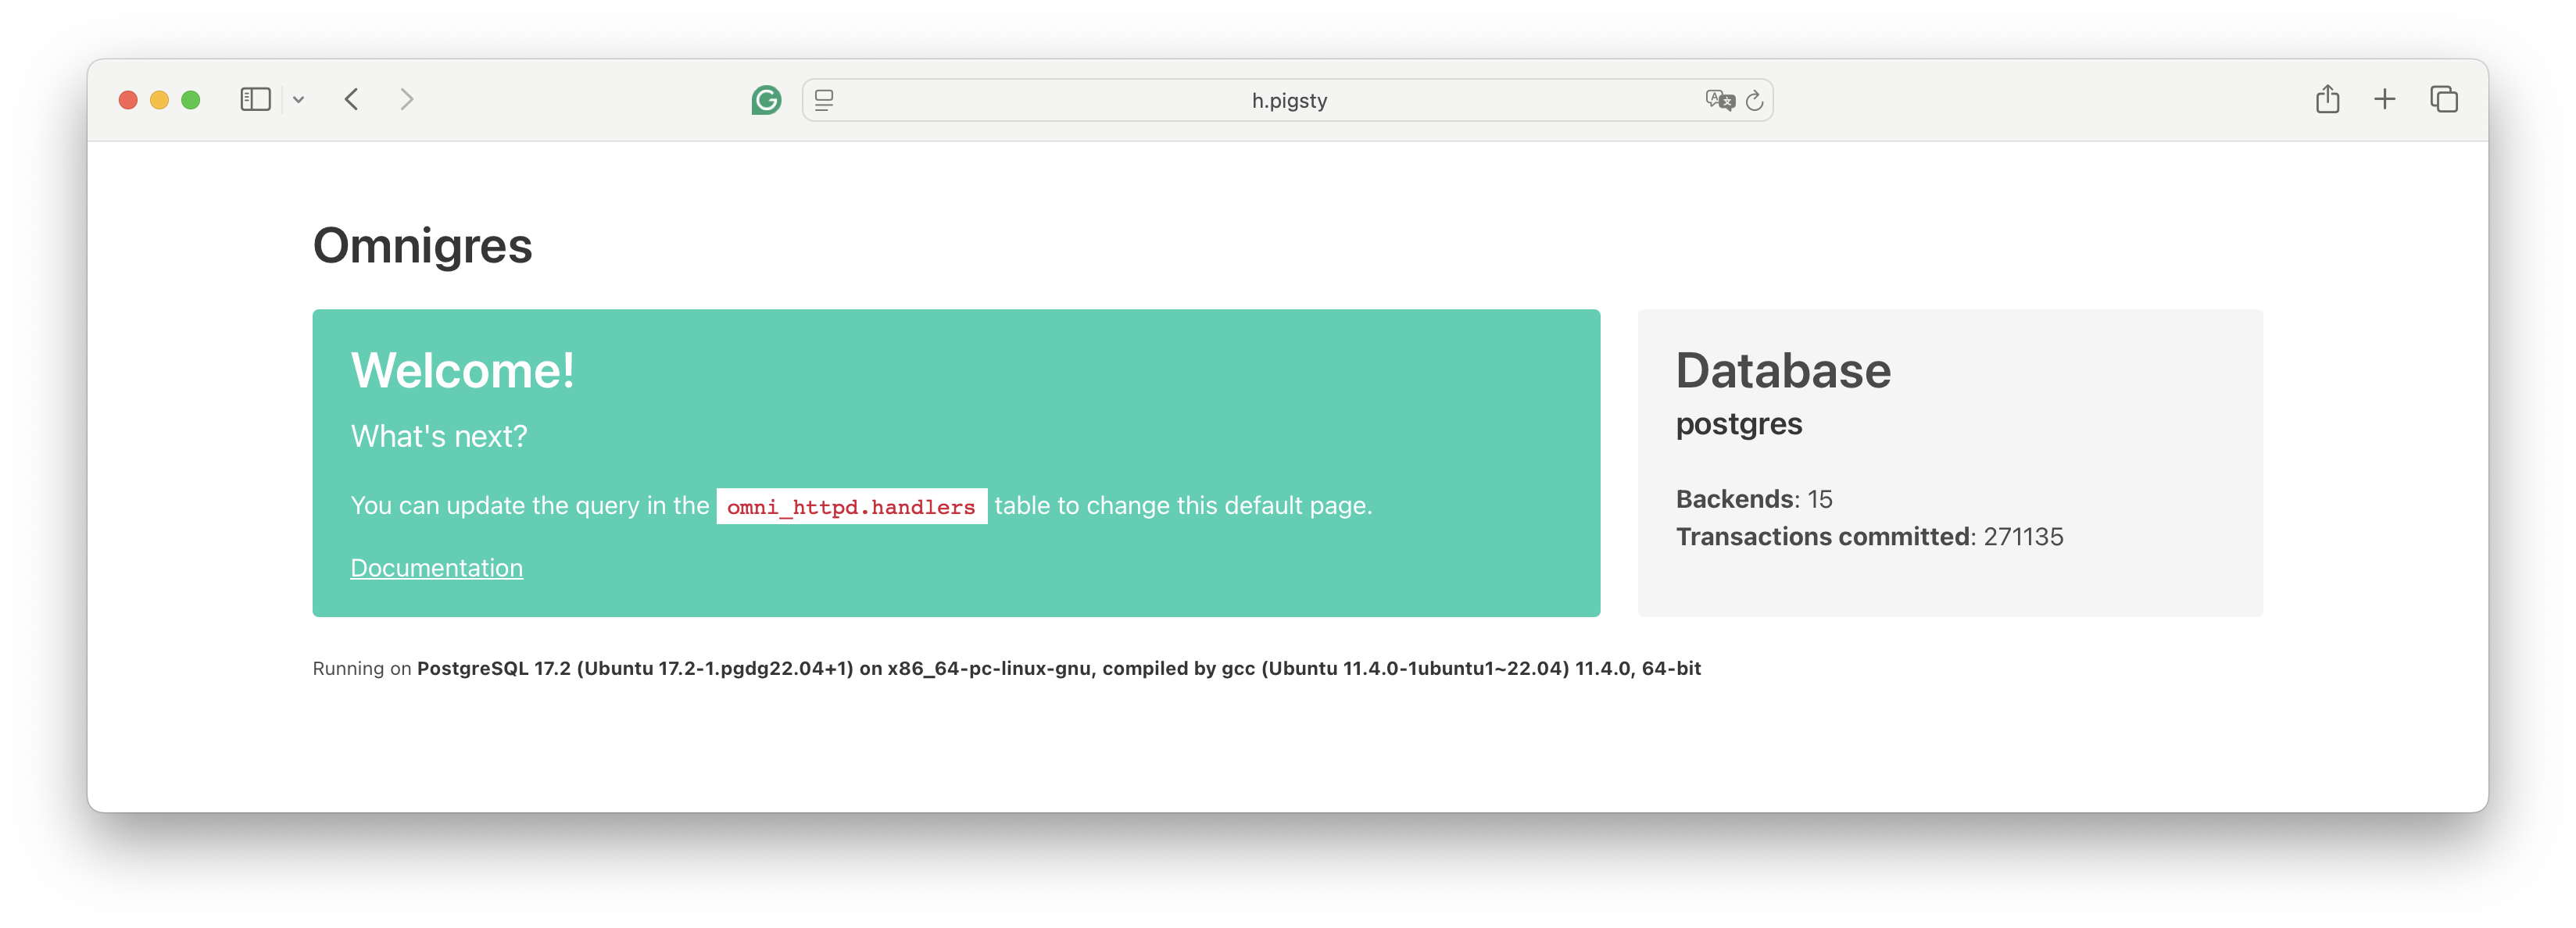 h.pigsty
Omnigres
Welcome!
What's next?
You can update the query in the omni_httpd.handlers table to change this default page.
Documentation
Database
postgres
Backends: 15
Transactions committed: 271135
Running on PostgreSQL 17.2 (Ubuntu 17.2-1.pgdg22.04+1) on x86_64-pc-linux-gnu, compiled by gcc (Ubuntu 11.4.0-1ubuntu1~22.04) 11.4.0, 64-bit